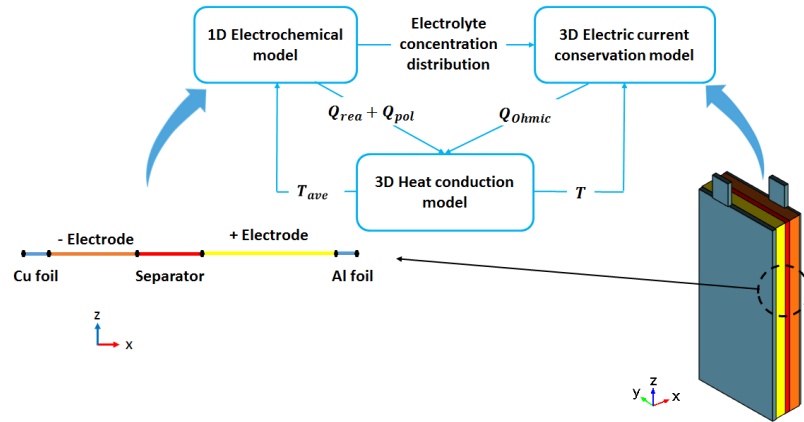 1D Electrochemical
model
Electrolyte
concentration
distribution
3D Electric current
conservation model
Q_rea + Q_pol
Q_Ohmic
T_ave
3D Heat conduction
model
T
- Electrode
+ Electrode
Cu foil
Separator
Al foil
z
x
y
z
x